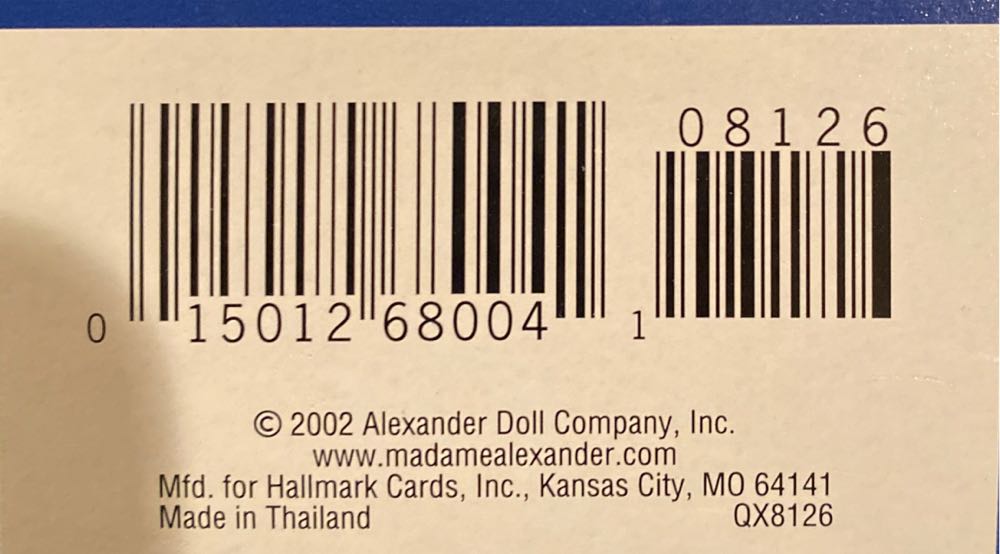 08126
0 15012 68004 1
© 2002 Alexander Doll Company, Inc.
www.madamealexander.com
Mfd. for Hallmark Cards, Inc., Kansas City, MO 64141
Made in Thailand QX8126